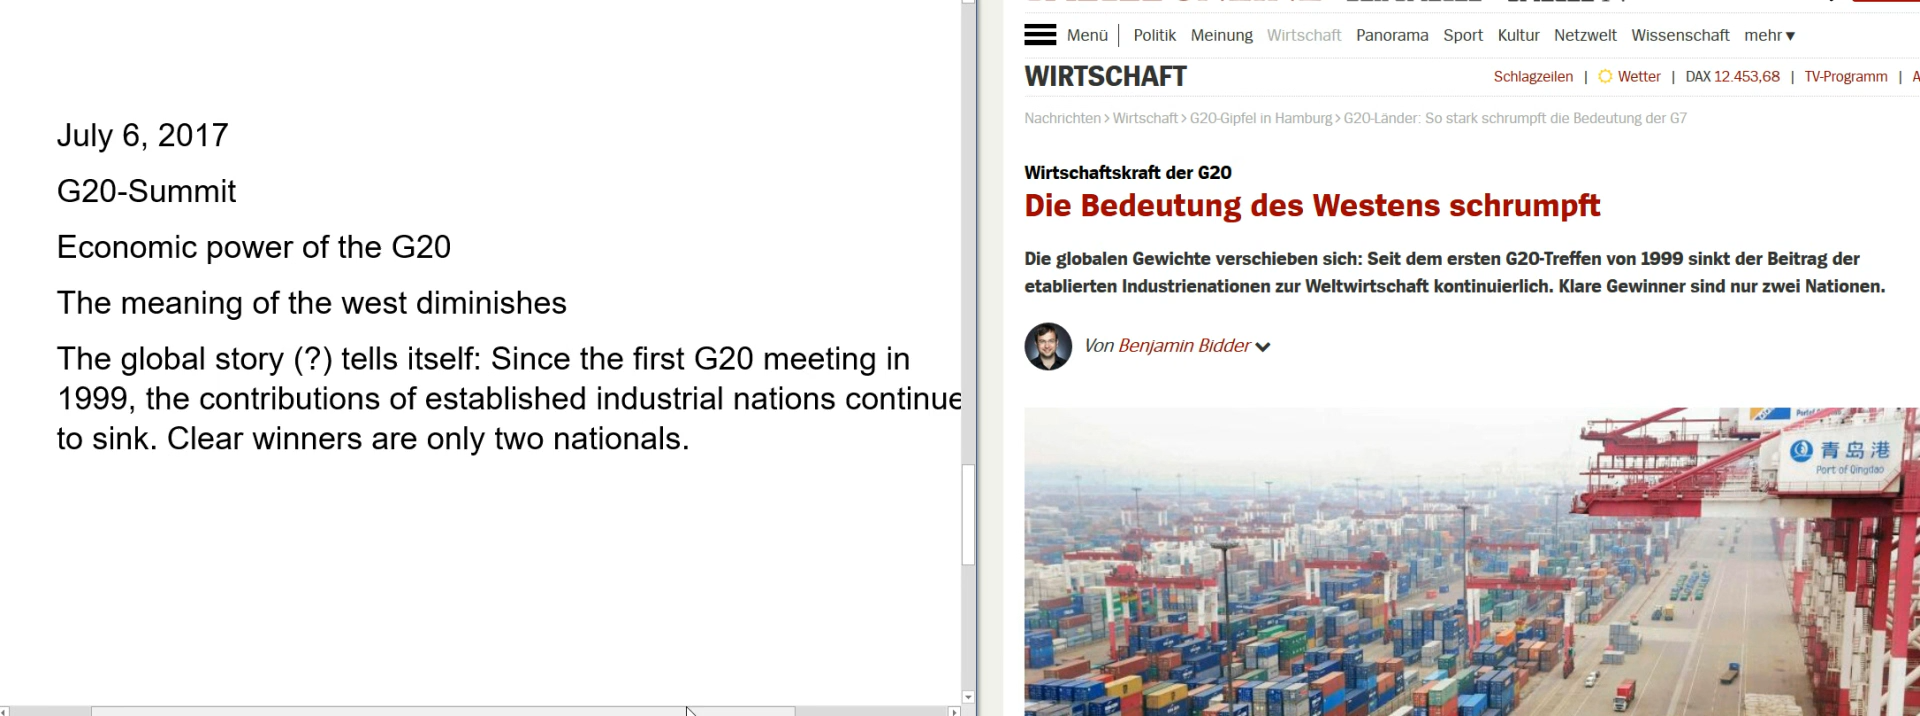 July 6, 2017
G20-Summit
Economic power of the G20
The meaning of the west diminishes
The global story (?) tells itself: Since the first G20 meeting in
1999, the contributions of established industrial nations continue
to sink. Clear winners are only two nationals.
Menü | Politik Meinung Wirtschaft Panorama Sport Kultur Netzwelt Wissenschaft mehr ▾
WIRTSCHAFT
Schlagzeilen | Wetter | DAX 12.453,68 | TV-Programm | A
Nachrichten > Wirtschaft > G20-Gipfel in Hamburg > G20-Länder: So stark schrumpft die Bedeutung der G7
Wirtschaftskraft der G20
Die Bedeutung des Westens schrumpft
Die globalen Gewichte verschieben sich: Seit dem ersten G20-Treffen von 1999 sinkt der Beitrag der
etablierten Industrienationen zur Weltwirtschaft kontinuierlich. Klare Gewinner sind nur zwei Nationen.
Von Benjamin Bidder
青岛港
Port of Qingdao